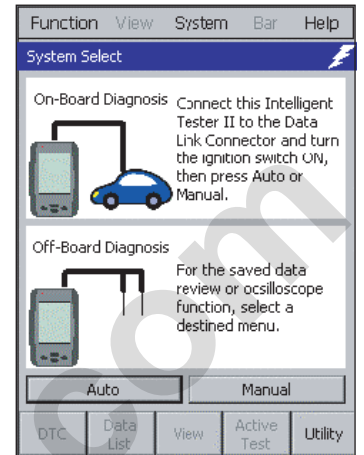 Function View System Bar Help
System Select
On-Board Diagnosis
Connect this Intelligent
Tester II to the Data
Link Connector and turn
the ignition switch ON,
then press Auto or
Manual.
Off-Board Diagnosis
For the saved data
review or ocsilloscope
function, select a
destined menu.
Auto Manual
DTC Data List View Active Test Utility
com